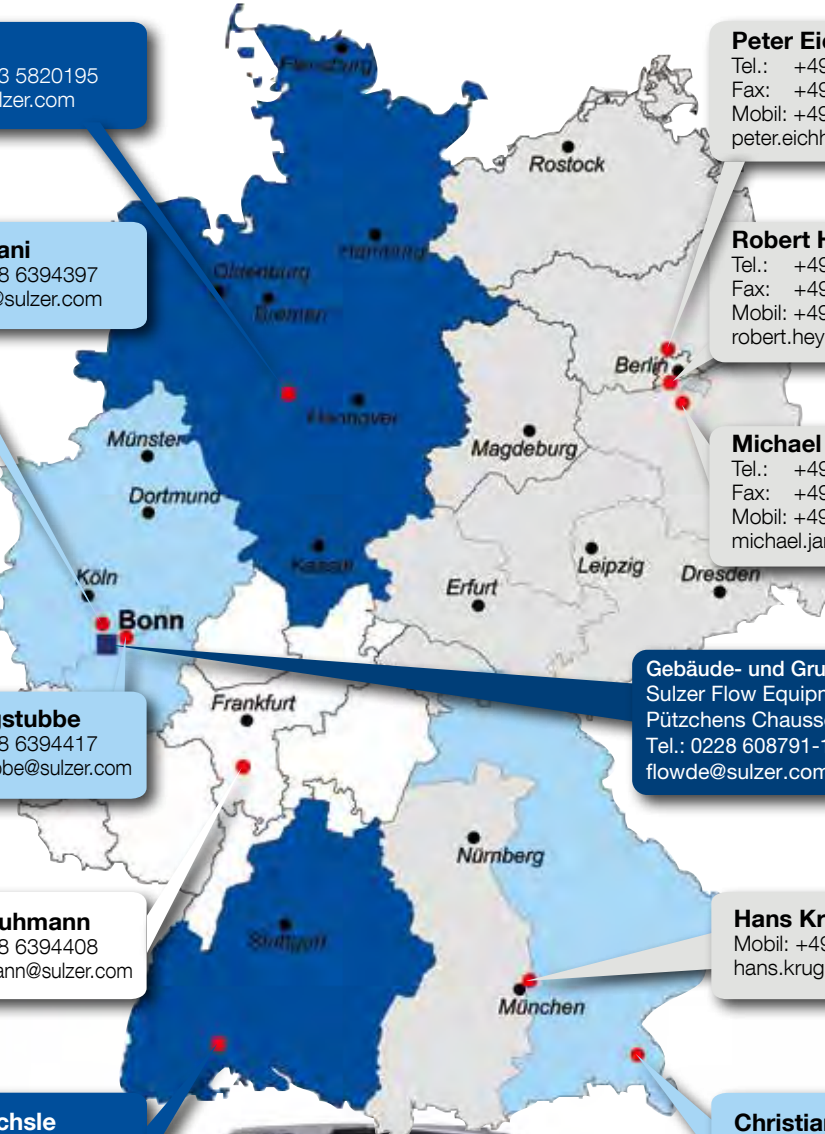 3 5820195
lzer.com
ani
8 6394397
@sulzer.com
gstubbe
8 6394417
be@sulzer.com
uhmann
8 6394408
ann@sulzer.com
chsle
Flensburg
Rostock
Hamburg
Oldenburg
Bremen
Berlin
Hannover
Magdeburg
Münster
Dortmund
Kassel
Leipzig
Dresden
Erfurt
Köln
Bonn
Frankfurt
Nürnberg
Stuttgart
München
Peter Eic
Tel.: +49
Fax: +49
Mobil: +49
peter.eichh
Robert H
Tel.: +49
Fax: +49
Mobil: +49
robert.hey
Michael
Tel.: +49
Fax: +49
Mobil: +49
michael.jan
Gebäude- und Gru
Sulzer Flow Equipm
Pützchens Chausse
Tel.: 0228 608791-1
flowde@sulzer.com
Hans Kr
Mobil: +49
hans.krug
Christian